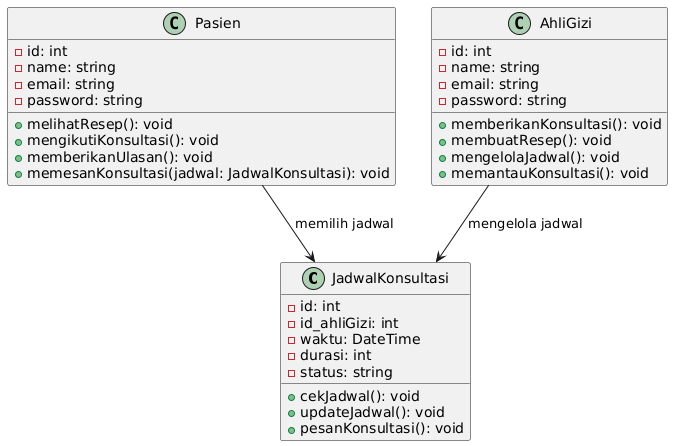 C Pasien
id: int
name: string
email: string
password: string
melihatResep(): void
mengikutiKonsultasi(): void
memberikanUlasan(): void
memesanKonsultasi(jadwal: JadwalKonsultasi): void
C AhliGizi
id: int
name: string
email: string
password: string
memberikanKonsultasi(): void
membuatResep(): void
mengelolaJadwal(): void
memantauKonsultasi(): void
memilih jadwal
mengelola jadwal
C JadwalKonsultasi
id: int
id_ahliGizi: int
waktu: DateTime
durasi: int
status: string
cekJadwal(): void
updateJadwal(): void
pesanKonsultasi(): void